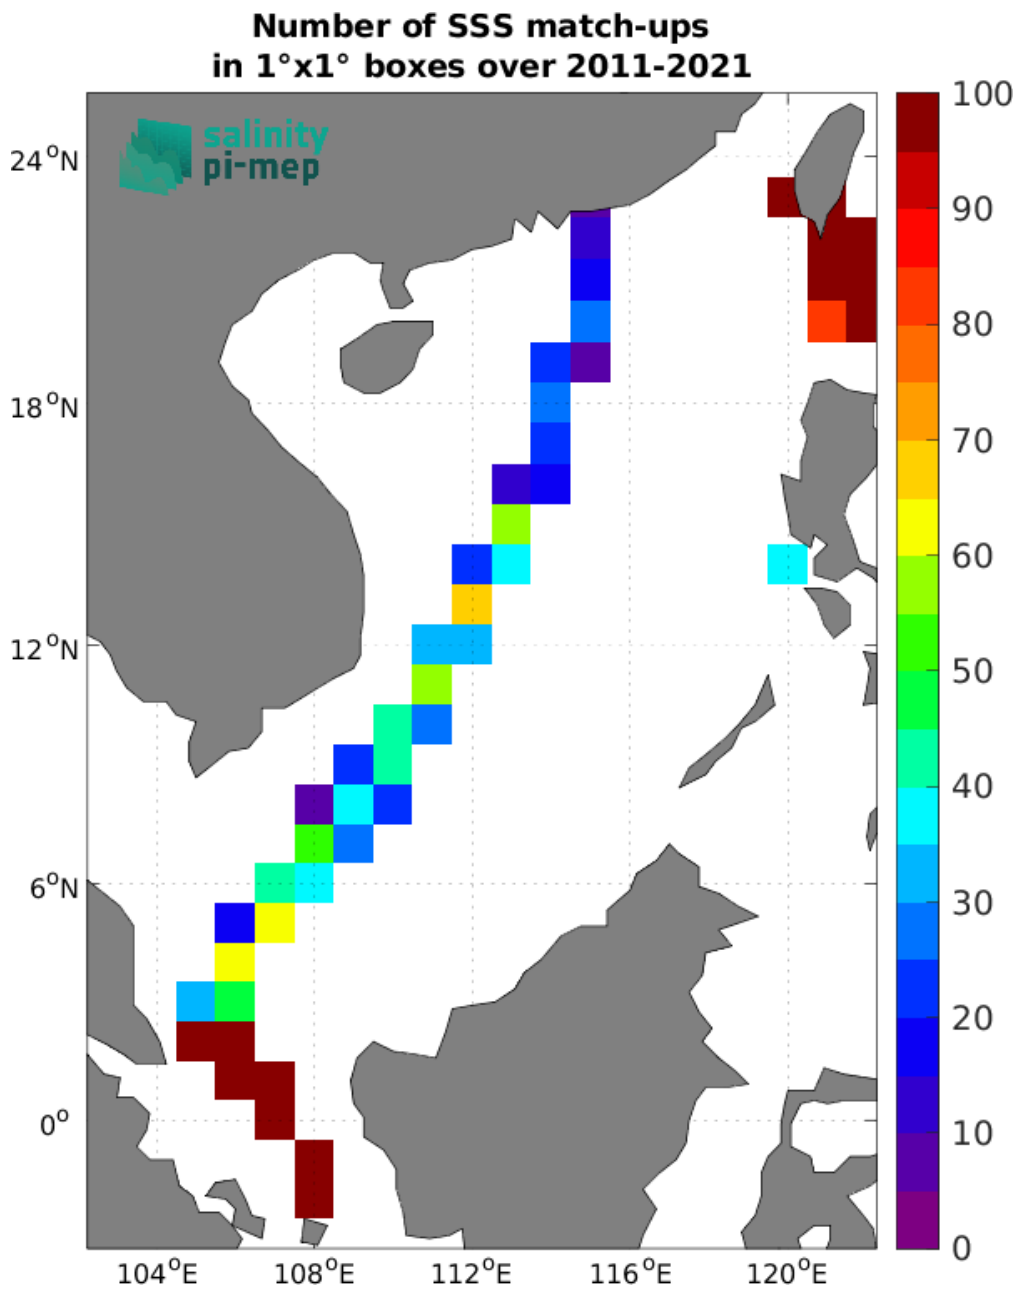 Number of SSS match-ups
in 1°x1° boxes over 2011-2021
salinity
pi-mep
24°N
18°N
12°N
6°N
0°
104°E
108°E
112°E
116°E
120°E
100
90
80
70
60
50
40
30
20
10
0